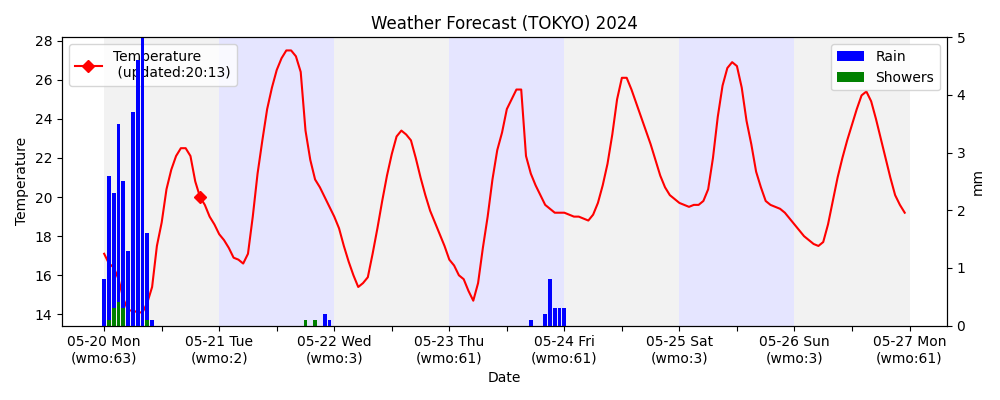 Weather Forecast (TOKYO) 2024
Temperature
(updated:20:13)
Rain
Showers
28
26
24
22
20
18
16
14
Temperature
5
4
3
2
1
0
mm
05-20 Mon
(wmo:63)
05-21 Tue
(wmo:2)
05-22 Wed
(wmo:3)
05-23 Thu
(wmo:61)
05-24 Fri
(wmo:61)
05-25 Sat
(wmo:3)
05-26 Sun
(wmo:3)
05-27 Mon
(wmo:61)
Date